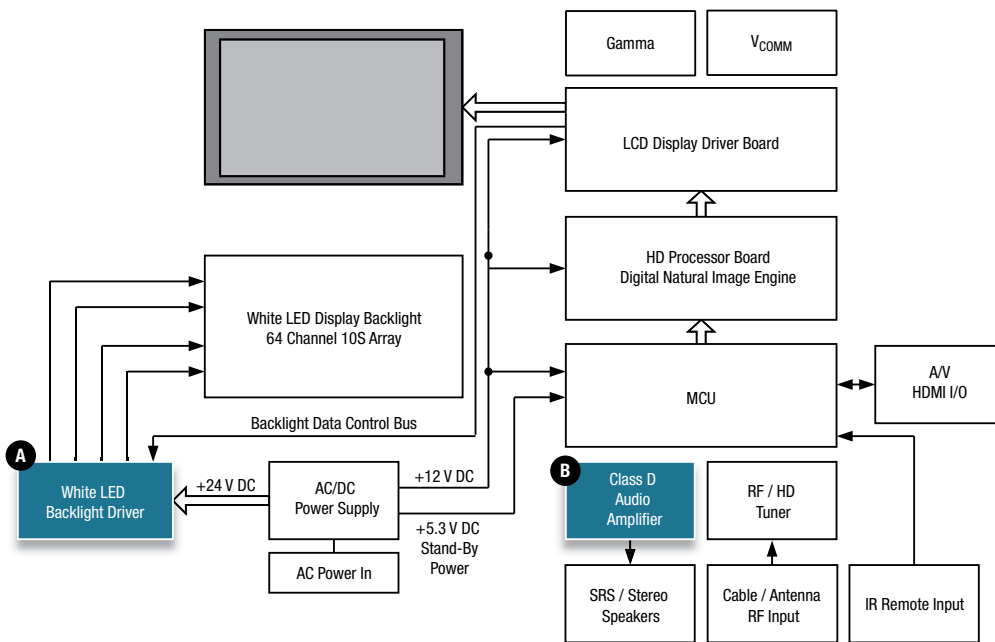 Gamma
V_COMM
LCD Display Driver Board
HD Processor Board
Digital Natural Image Engine
White LED Display Backlight
64 Channel 10S Array
MCU
A/V
HDMI I/O
Backlight Data Control Bus
A
White LED
Backlight Driver
+24 V DC
AC/DC
Power Supply
+12 V DC
+5.3 V DC
Stand-By
Power
AC Power In
B
Class D
Audio
Amplifier
RF / HD
Tuner
SRS / Stereo
Speakers
Cable / Antenna
RF Input
IR Remote Input